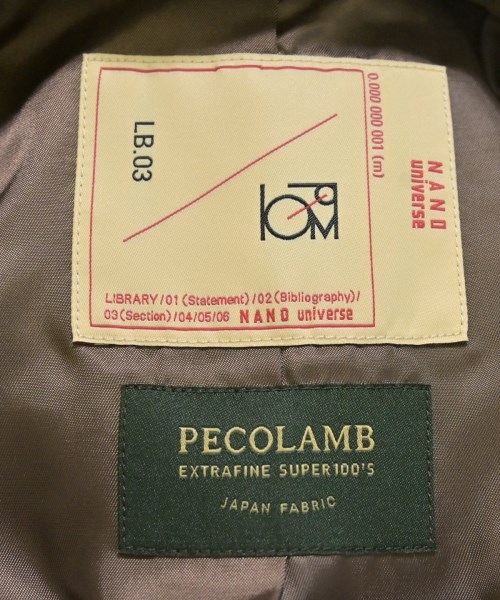 0.000 000 001 (m)
NANO
universe
LB.03
LIBRARY/01 (Statement)/02 (Bibliography)/
03 (Section)/04/05/06 NANO universe
PECOLAMB
EXTRAFINE SUPER100'S
JAPAN FABRIC